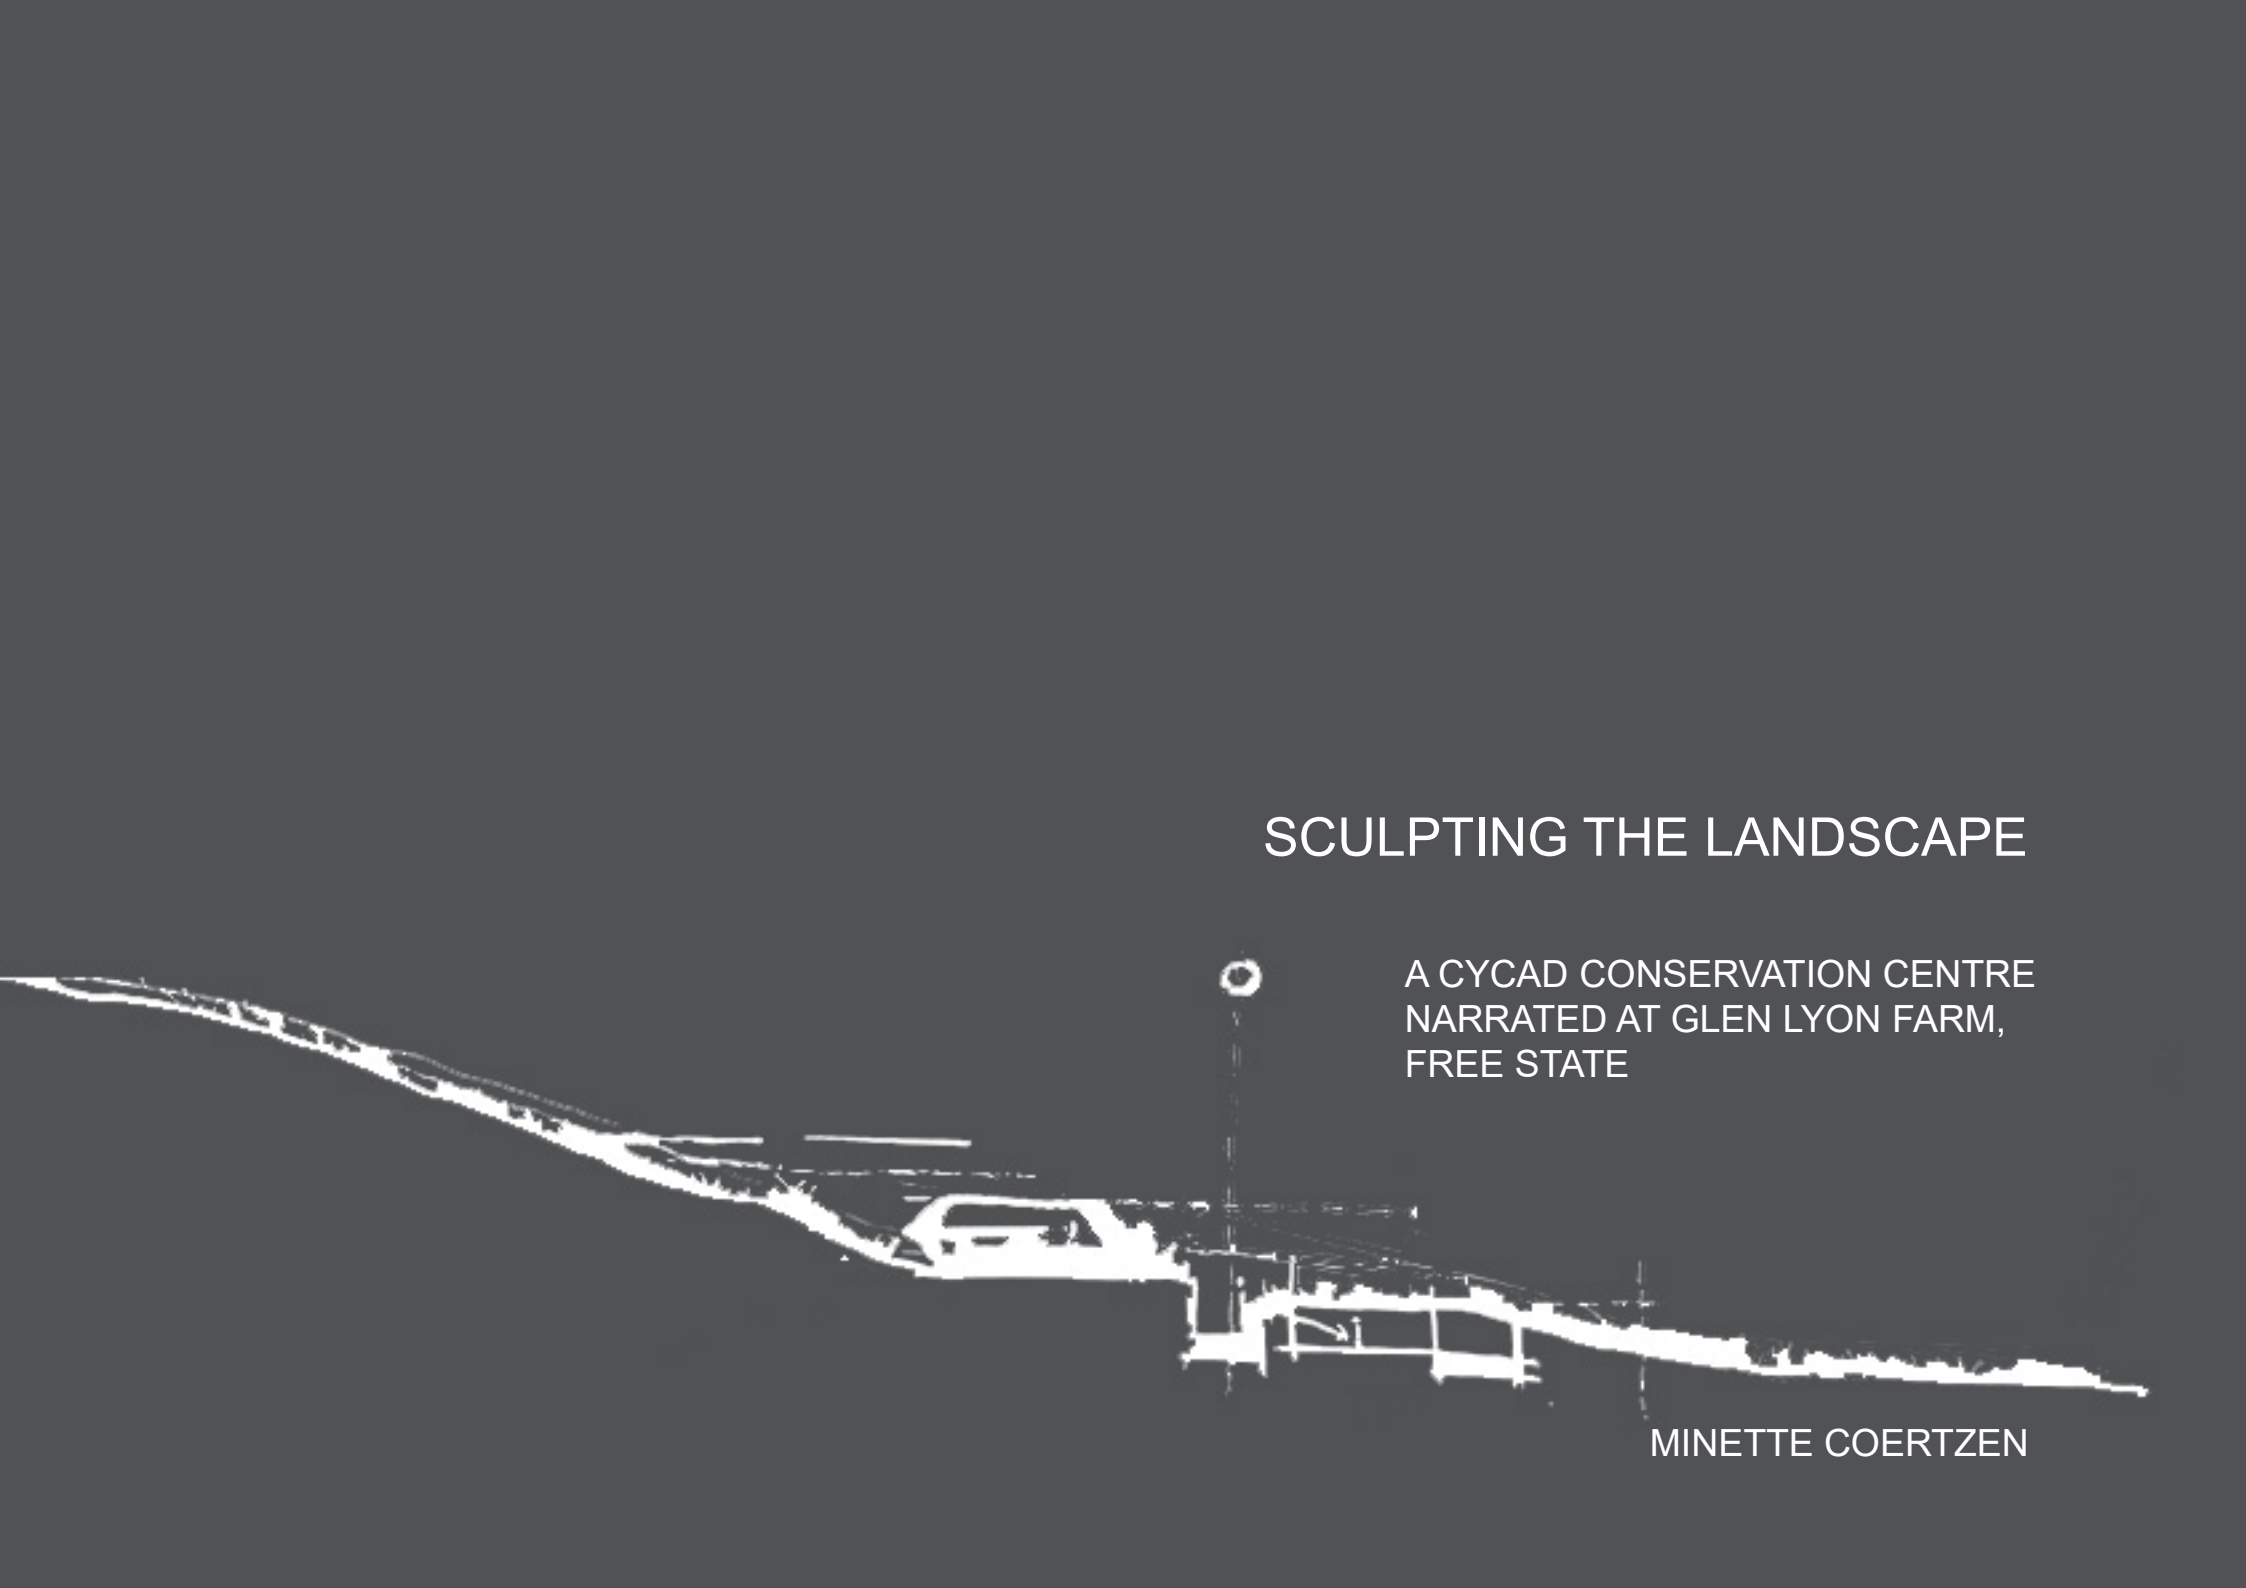 SCULPTING THE LANDSCAPE
A CYCAD CONSERVATION CENTRE
NARRATED AT GLEN LYON FARM,
FREE STATE
MINETTE COERTZEN